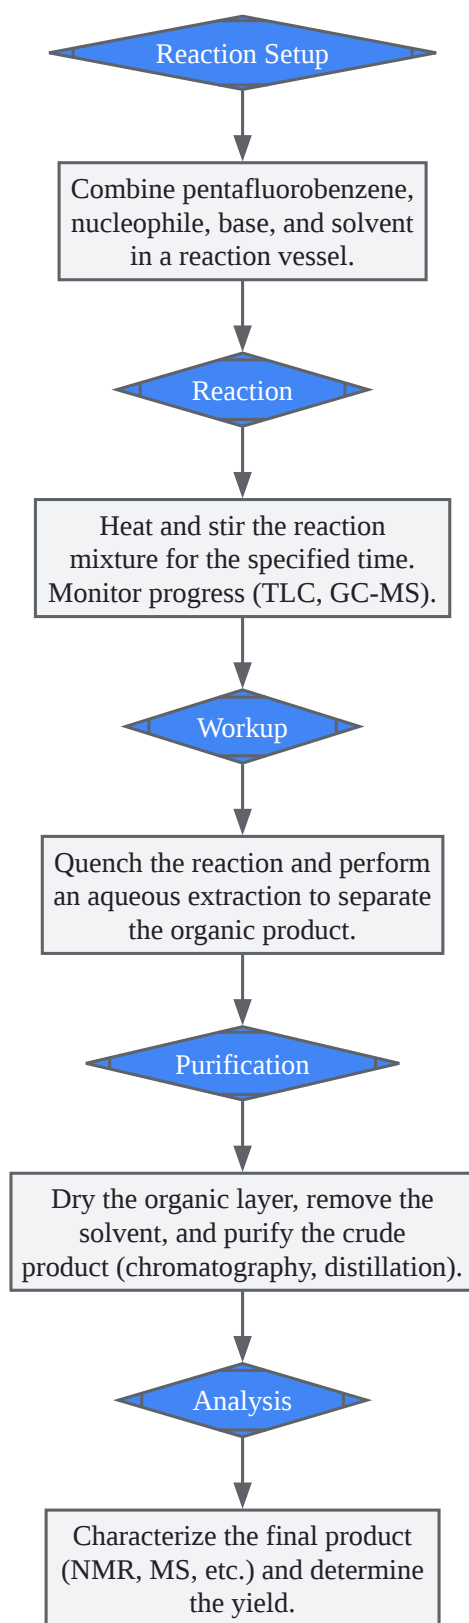 Reaction Setup
Combine pentafluorobenzene,
nucleophile, base, and solvent
in a reaction vessel.
Reaction
Heat and stir the reaction
mixture for the specified time.
Monitor progress (TLC, GC-MS).
Workup
Quench the reaction and perform
an aqueous extraction to separate
the organic product.
Purification
Dry the organic layer, remove the
solvent, and purify the crude
product (chromatography, distillation).
Analysis
Characterize the final product
(NMR, MS, etc.) and determine
the yield.